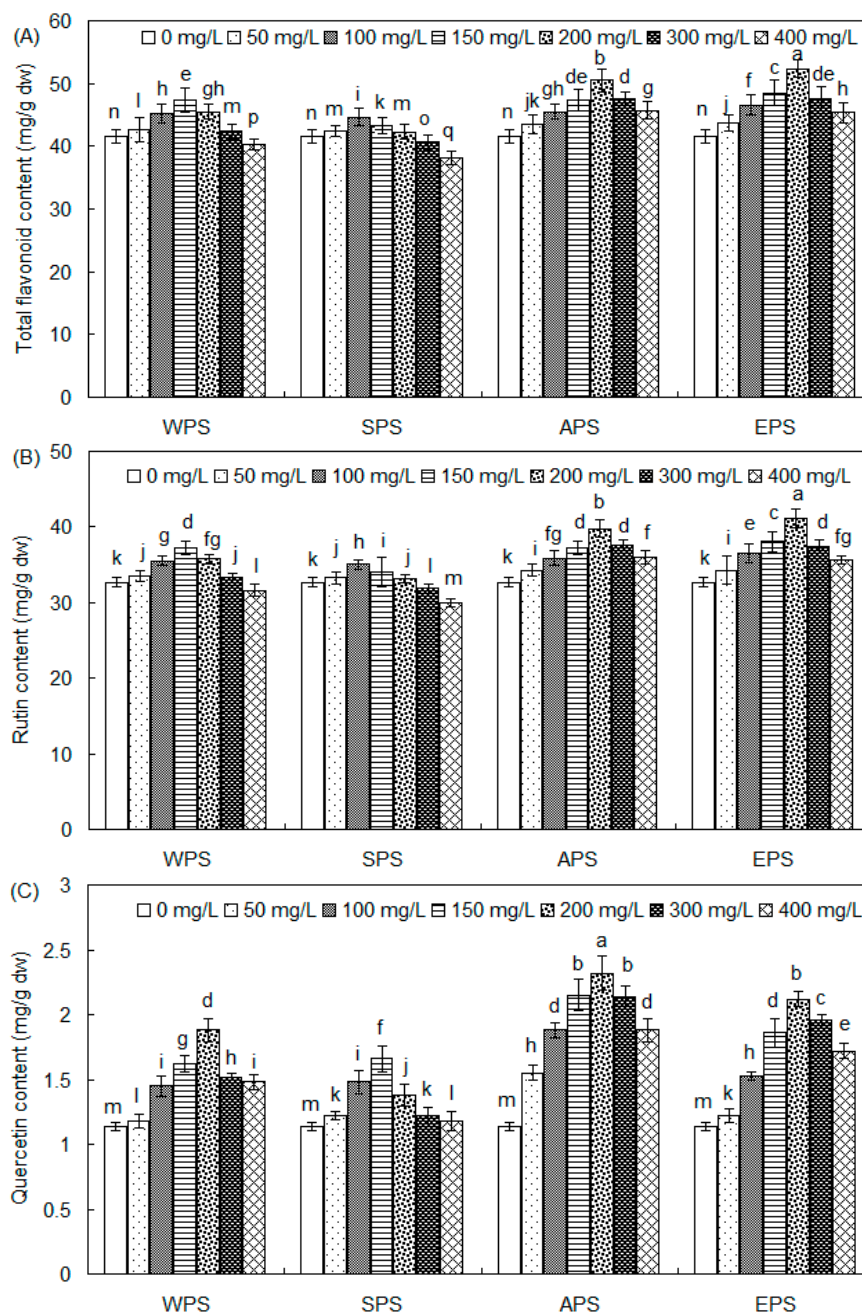 (A)
60
50
40
30
20
10
0
Total flavonoid content (mg/g dw)
0 mg/L 50 mg/L 100 mg/L 150 mg/L 200 mg/L 300 mg/L 400 mg/L
n l h e gh m p
n m i k m o q
n jk gh de b d g
n j f c a de h
WPS SPS APS EPS
(B)
50
40
30
20
10
0
Rutin content (mg/g dw)
0 mg/L 50 mg/L 100 mg/L 150 mg/L 200 mg/L 300 mg/L 400 mg/L
k j g d fg j l
k j h i j l m
k i fg d b d f
k i e c a d fg
WPS SPS APS EPS
(C)
3
2.5
2
1.5
1
0.5
0
Quercetin content (mg/g dw)
0 mg/L 50 mg/L 100 mg/L 150 mg/L 200 mg/L 300 mg/L 400 mg/L
m l i g d h i
m k i f j k l
m h d b a b d
m k h d b c e
WPS SPS APS EPS